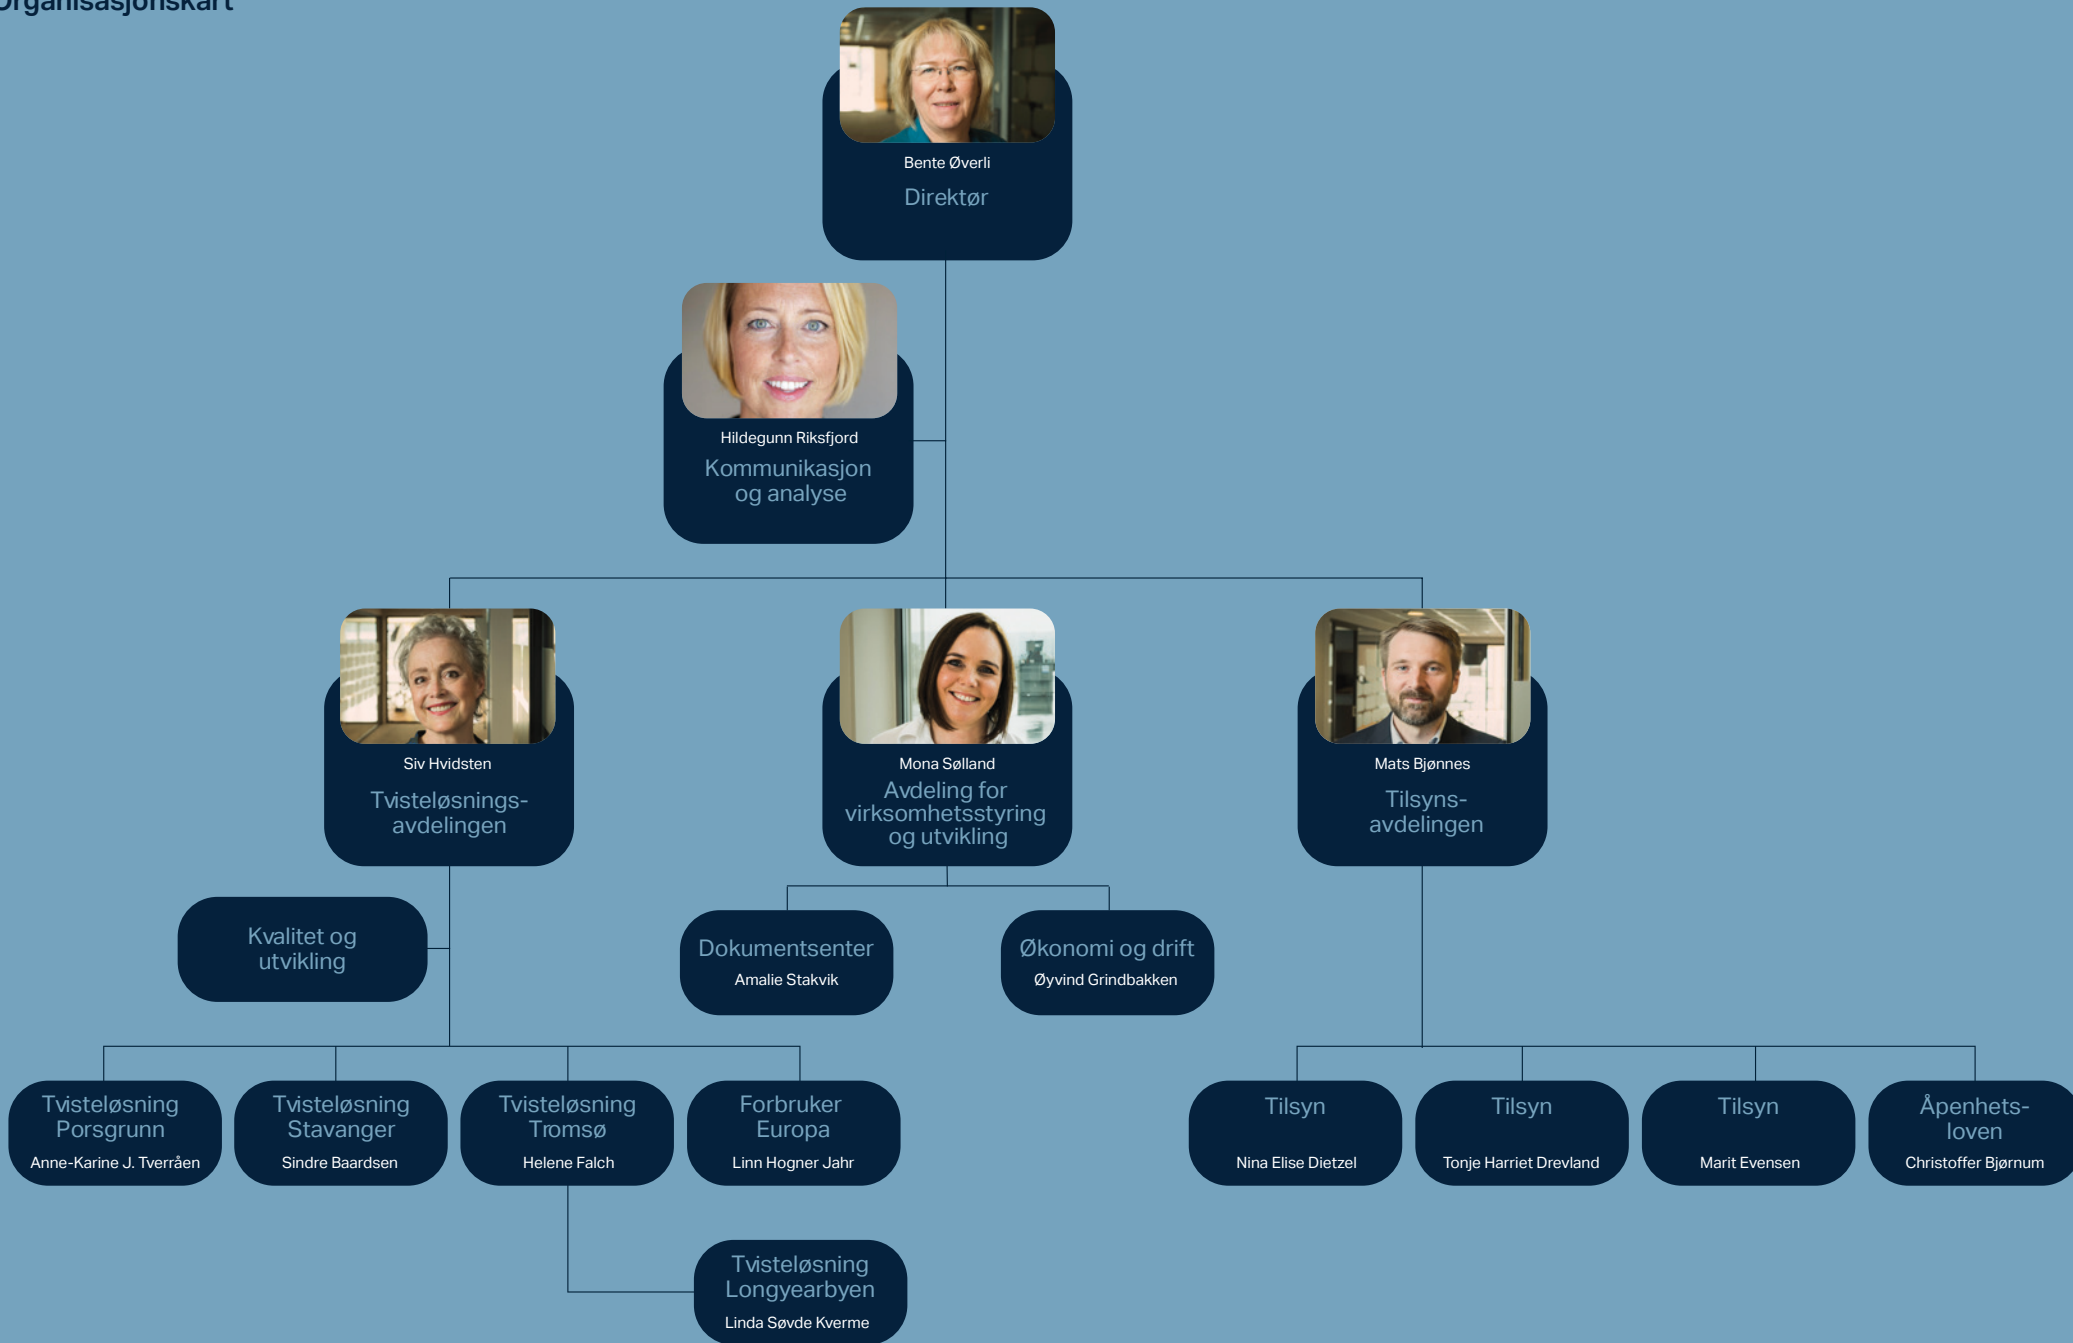 Organisasjonskart
Bente Øverli
Direktør
Hildegunn Riksfjord
Kommunikasjon
og analyse
Siv Hvidsten
Tvisteløsnings-
avdelingen
Mona Sølland
Avdeling for
virksomhetsstyring
og utvikling
Mats Bjønnes
Tilsyns-
avdelingen
Kvalitet og
utvikling
Dokumentsenter
Amalie Stakvik
Økonomi og drift
Øyvind Grindbakken
Tvisteløsning
Porsgrunn
Anne-Karine J. Tverråen
Tvisteløsning
Stavanger
Sindre Baardsen
Tvisteløsning
Tromsø
Helene Falch
Forbruker
Europa
Linn Hogner Jahr
Tilsyn
Nina Elise Dietzel
Tilsyn
Tonje Harriet Drevland
Tilsyn
Marit Evensen
Åpenhets-
loven
Christoffer Bjørnum
Tvisteløsning
Longyearbyen
Linda Søvde Kverme